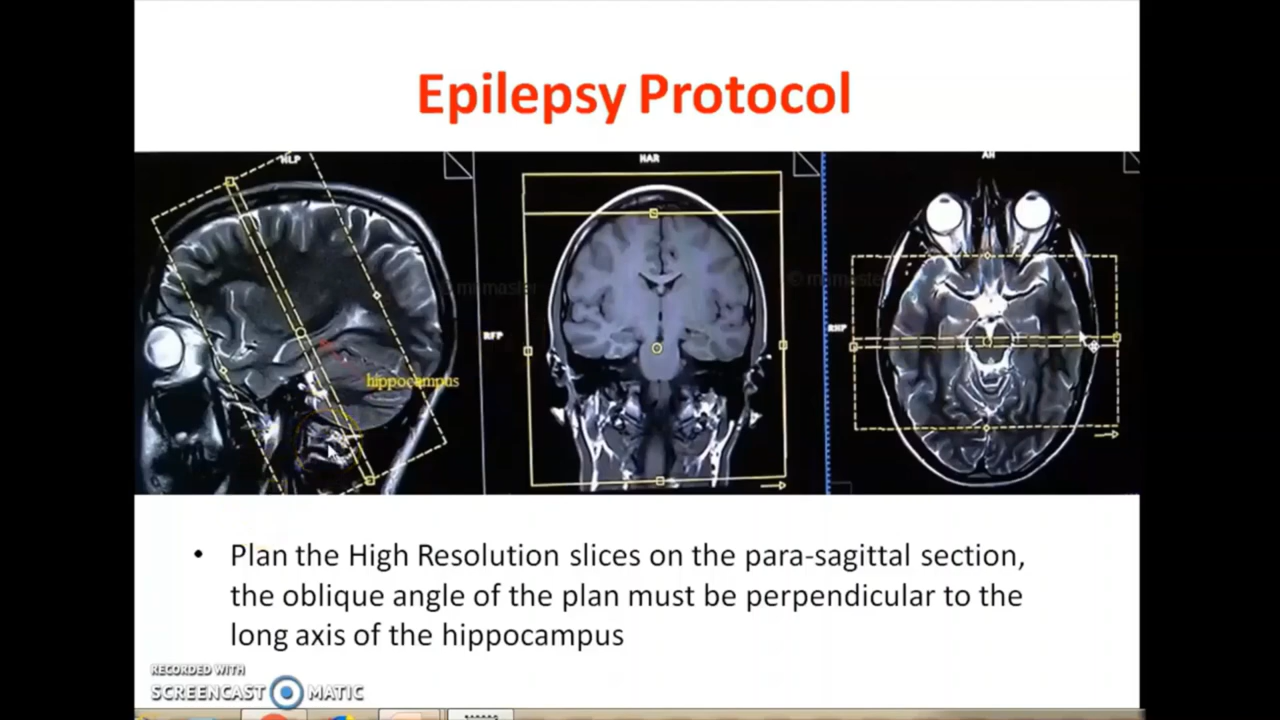 Epilepsy Protocol
HLP
HAR
AH
hippocampus
RFP
RHP
• Plan the High Resolution slices on the para-sagittal section,
the oblique angle of the plan must be perpendicular to the
long axis of the hippocampus
RECORDED WITH
SCREENCAST MATIC